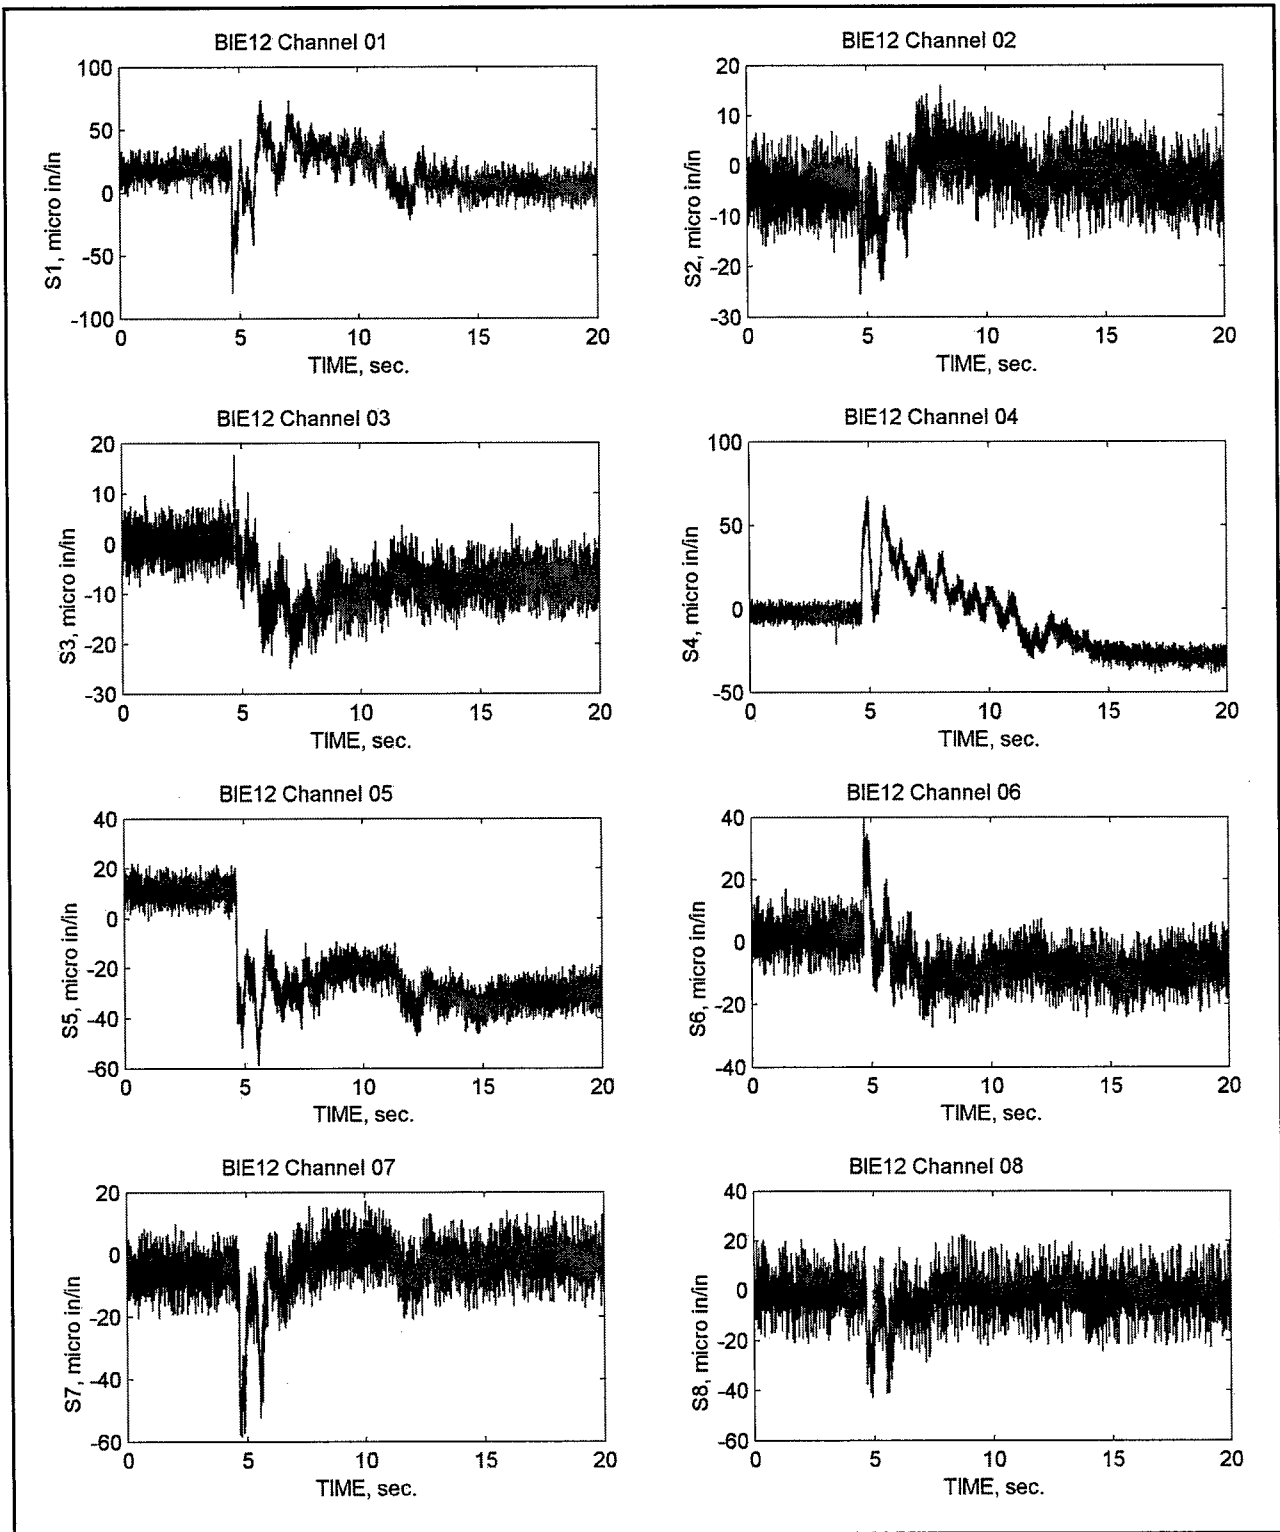 BIE12 Channel 01
100
50
0
-50
-100
S1, micro in/in
0 5 10 15 20
TIME, sec.
BIE12 Channel 02
20
10
0
-10
-20
-30
S2, micro in/in
0 5 10 15 20
TIME, sec.
BIE12 Channel 03
20
10
0
-10
-20
-30
S3, micro in/in
0 5 10 15 20
TIME, sec.
BIE12 Channel 04
100
50
0
-50
S4, micro in/in
0 5 10 15 20
TIME, sec.
BIE12 Channel 05
40
20
0
-20
-40
-60
S5, micro in/in
0 5 10 15 20
TIME, sec.
BIE12 Channel 06
40
20
0
-20
-40
S6, micro in/in
0 5 10 15 20
TIME, sec.
BIE12 Channel 07
20
0
-20
-40
-60
S7, micro in/in
0 5 10 15 20
TIME, sec.
BIE12 Channel 08
40
20
0
-20
-40
-60
S8, micro in/in
0 5 10 15 20
TIME, sec.